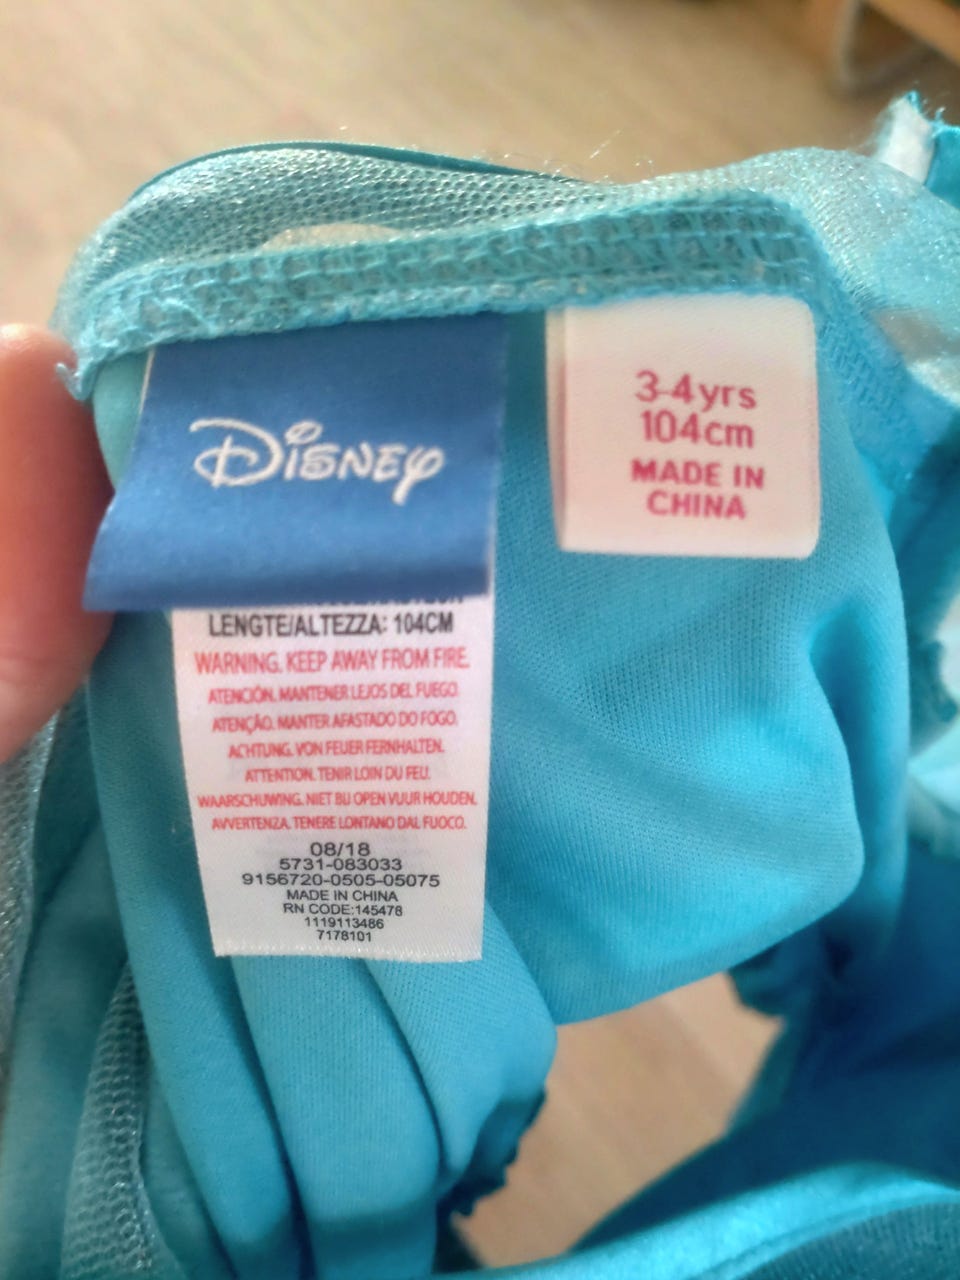 Disney
3-4yrs
104cm
MADE IN
CHINA
LENGTE/ALTEZZA: 104CM
WARNING. KEEP AWAY FROM FIRE.
ATENCIÓN. MANTENER LEJOS DEL FUEGO.
ATENÇÃO. MANTER AFASTADO DO FOGO.
ACHTUNG. VON FEUER FERNHALTEN.
ATTENTION. TENIR LOIN DU FEU.
WAARSCHUWING. NIET BIJ OPEN VUUR HOUDEN.
AVVERTENZA. TENERE LONTANO DAL FUOCO.
08/18
5731-083033
9156720-0505-05075
MADE IN CHINA
RN CODE:145478
1119113486
7178101